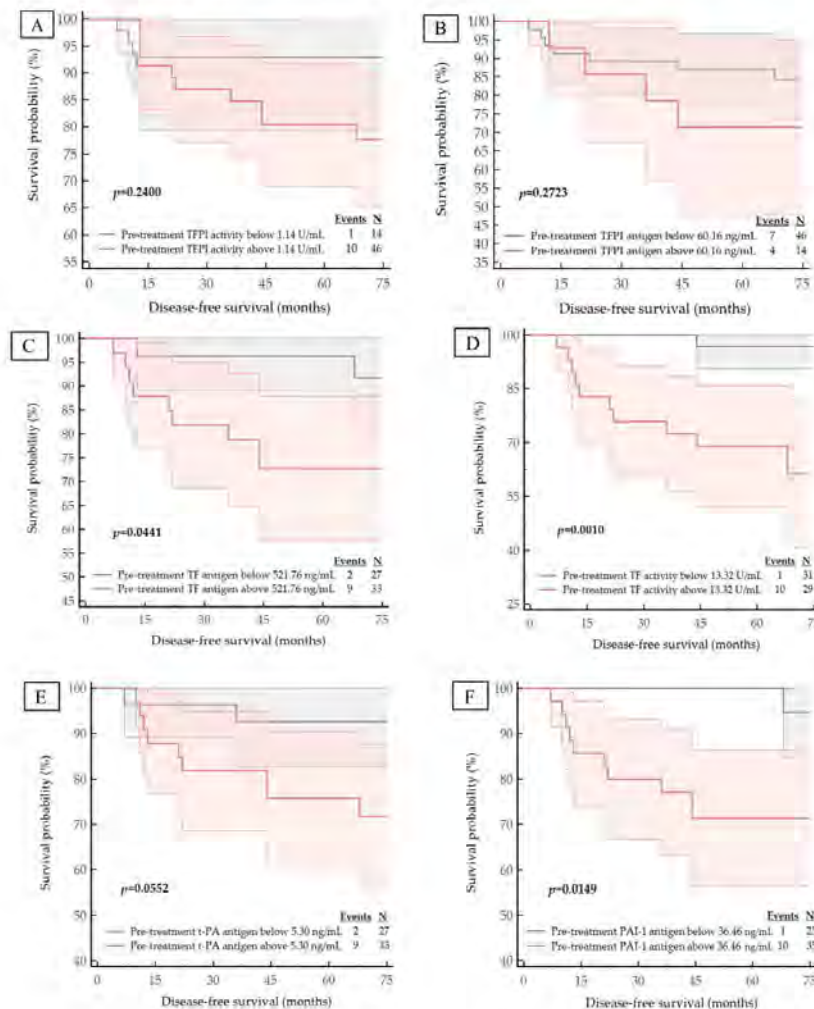 A
Survival probability (%)
100
95
90
85
80
75
70
65
60
55
p=0.2400
Events N
Pre-treatment TFPI activity below 1.14 U/mL 1 14
Pre-treatment TFPI activity above 1.14 U/mL 10 46
0 15 30 45 60 75
Disease-free survival (months)
B
Survival probability (%)
100
95
90
85
80
75
70
65
60
55
50
45
40
35
p=0.2723
Events N
Pre-treatment TFPI antigen below 60.16 ng/mL 7 46
Pre-treatment TFPI antigen above 60.16 ng/mL 4 14
0 15 30 45 60 75
Disease-free survival (months)
C
Survival probability (%)
100
95
90
85
80
75
70
65
60
55
50
45
p=0.0441
Events N
Pre-treatment TF antigen below 521.76 ng/mL 2 27
Pre-treatment TF antigen above 521.76 ng/mL 9 33
0 15 30 45 60 75
Disease-free survival (months)
D
Survival probability (%)
100
85
70
55
40
25
p=0.0010
Events N
Pre-treatment TF activity below 13.32 U/mL 1 31
Pre-treatment TF activity above 13.32 U/mL 10 29
0 15 30 45 60 75
Disease-free survival (months)
E
Survival probability (%)
100
90
80
70
60
50
40
p=0.0552
Events N
Pre-treatment t-PA antigen below 5.30 ng/mL 2 27
Pre-treatment t-PA antigen above 5.30 ng/mL 9 33
0 15 30 45 60 75
Disease-free survival (months)
F
Survival probability (%)
100
90
80
70
60
50
40
p=0.0149
Events N
Pre-treatment PAI-1 antigen below 36.46 ng/mL 1 25
Pre-treatment PAI-1 antigen above 36.46 ng/mL 10 35
0 15 30 45 60 75
Disease-free survival (months)